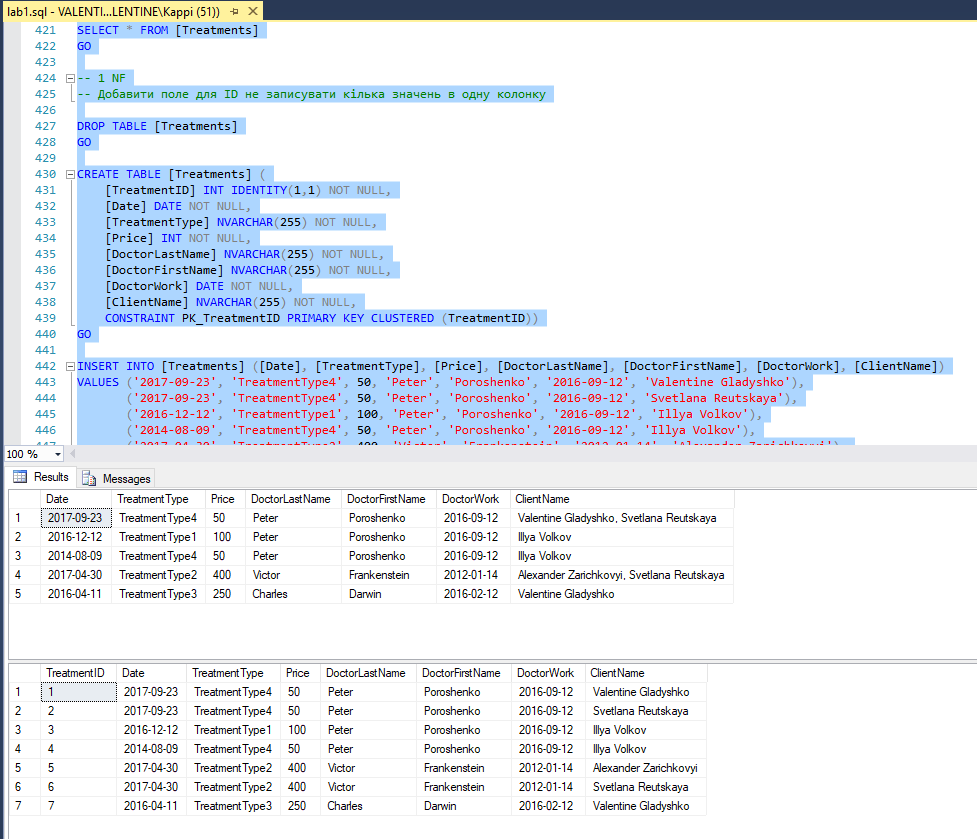 lab1.sql - VALENTI...LENTINE\Kappi (51))
421 SELECT * FROM [Treatments]
422 GO
423
424 -- 1 NF
425 -- Добавити поле для ID не записувати кілька значень в одну колонку
426
427 DROP TABLE [Treatments]
428 GO
429
430 CREATE TABLE [Treatments] (
431 [TreatmentID] INT IDENTITY(1,1) NOT NULL,
432 [Date] DATE NOT NULL,
433 [TreatmentType] NVARCHAR(255) NOT NULL,
434 [Price] INT NOT NULL,
435 [DoctorLastName] NVARCHAR(255) NOT NULL,
436 [DoctorFirstName] NVARCHAR(255) NOT NULL,
437 [DoctorWork] DATE NOT NULL,
438 [ClientName] NVARCHAR(255) NOT NULL,
439 CONSTRAINT PK_TreatmentID PRIMARY KEY CLUSTERED (TreatmentID))
440 GO
441
442 INSERT INTO [Treatments] ([Date], [TreatmentType], [Price], [DoctorLastName], [DoctorFirstName], [DoctorWork], [ClientName])
443 VALUES ('2017-09-23', 'TreatmentType4', 50, 'Peter', 'Poroshenko', '2016-09-12', 'Valentine Gladyshko'),
444 ('2017-09-23', 'TreatmentType4', 50, 'Peter', 'Poroshenko', '2016-09-12', 'Svetlana Reutskaya'),
445 ('2016-12-12', 'TreatmentType1', 100, 'Peter', 'Poroshenko', '2016-09-12', 'Illya Volkov'),
446 ('2014-08-09', 'TreatmentType4', 50, 'Peter', 'Poroshenko', '2016-09-12', 'Illya Volkov'),
447 ('2017-04-30', 'TreatmentType2', 400, 'Victor', 'Frankenstein', '2012-01-14', 'Alexander Zarichkovyi'),
100 %
Results Messages
Date TreatmentType Price DoctorLastName DoctorFirstName DoctorWork ClientName
1 2017-09-23 TreatmentType4 50 Peter Poroshenko 2016-09-12 Valentine Gladyshko, Svetlana Reutskaya
2 2016-12-12 TreatmentType1 100 Peter Poroshenko 2016-09-12 Illya Volkov
3 2014-08-09 TreatmentType4 50 Peter Poroshenko 2016-09-12 Illya Volkov
4 2017-04-30 TreatmentType2 400 Victor Frankenstein 2012-01-14 Alexander Zarichkovyi, Svetlana Reutskaya
5 2016-04-11 TreatmentType3 250 Charles Darwin 2016-02-12 Valentine Gladyshko
TreatmentID Date TreatmentType Price DoctorLastName DoctorFirstName DoctorWork ClientName
1 1 2017-09-23 TreatmentType4 50 Peter Poroshenko 2016-09-12 Valentine Gladyshko
2 2 2017-09-23 TreatmentType4 50 Peter Poroshenko 2016-09-12 Svetlana Reutskaya
3 3 2016-12-12 TreatmentType1 100 Peter Poroshenko 2016-09-12 Illya Volkov
4 4 2014-08-09 TreatmentType4 50 Peter Poroshenko 2016-09-12 Illya Volkov
5 5 2017-04-30 TreatmentType2 400 Victor Frankenstein 2012-01-14 Alexander Zarichkovyi
6 6 2017-04-30 TreatmentType2 400 Victor Frankenstein 2012-01-14 Svetlana Reutskaya
7 7 2016-04-11 TreatmentType3 250 Charles Darwin 2016-02-12 Valentine Gladyshko